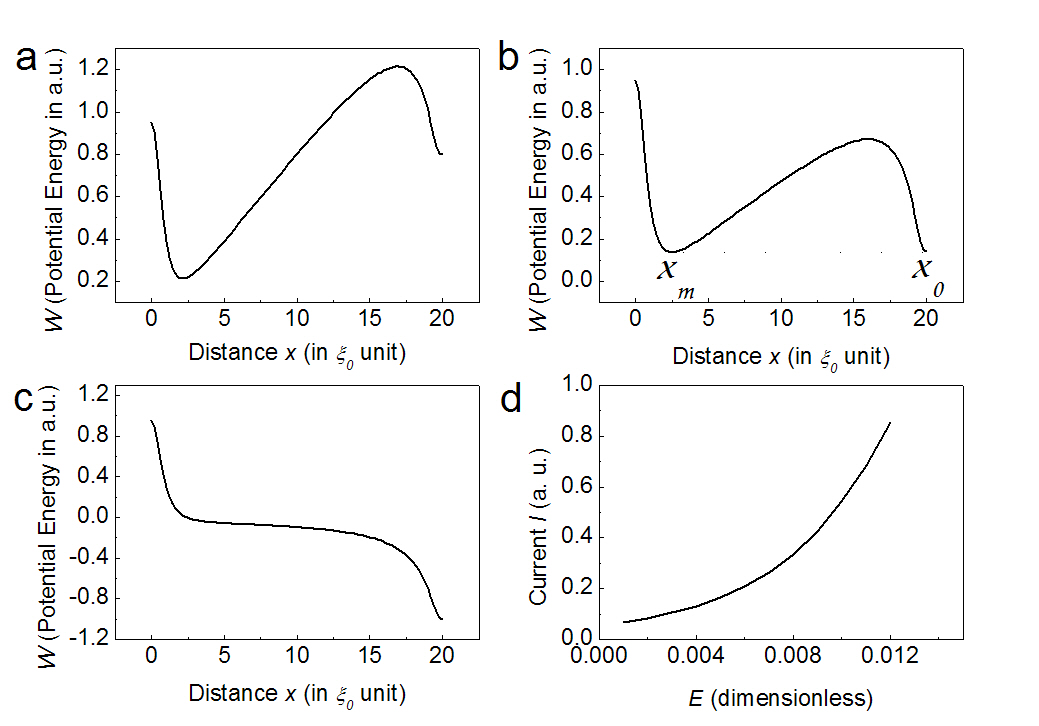 a
W (Potential Energy in a.u.)
1.2
1.0
0.8
0.6
0.4
0.2
0 5 10 15 20
Distance x (in ξ0 unit)
b
W (Potential Energy in a.u.)
1.0
0.8
0.6
0.4
0.2
0.0
xm
x0
0 5 10 15 20
Distance x (in ξ0 unit)
c
W (Potential Energy in a.u.)
1.2
0.8
0.4
0.0
-0.4
-0.8
-1.2
0 5 10 15 20
Distance x (in ξ0 unit)
d
Current I (a. u.)
1.0
0.8
0.6
0.4
0.2
0.0
0.000 0.004 0.008 0.012
E (dimensionless)